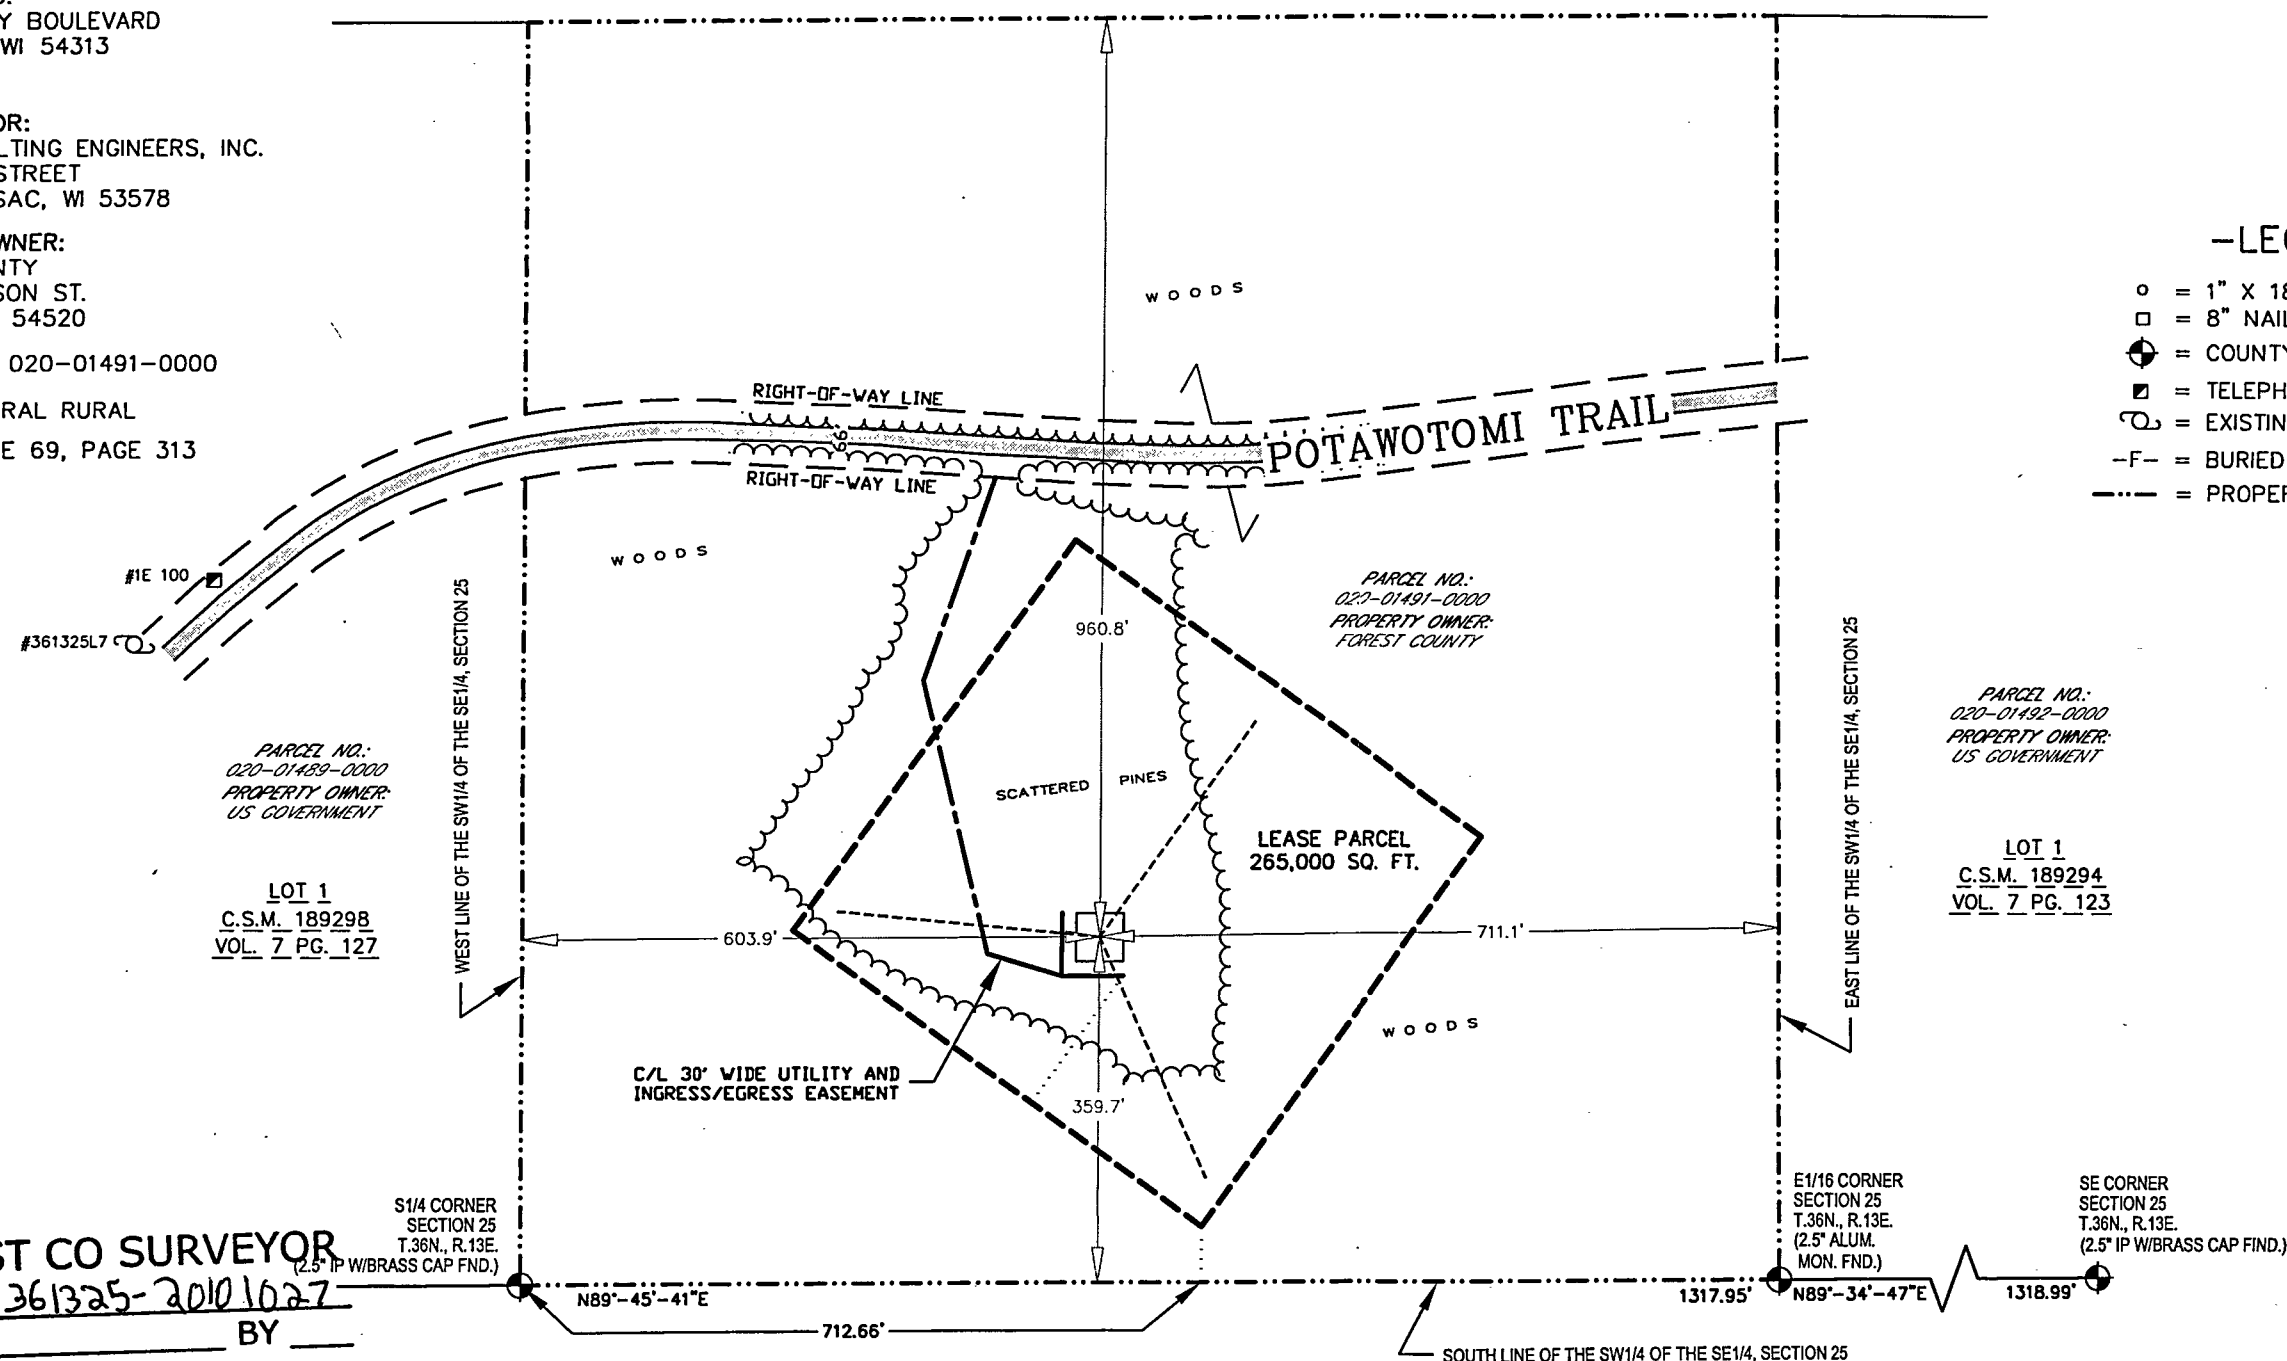 Y BOULEVARD
WI 54313
OR:
LTING ENGINEERS, INC.
STREET
SAC, WI 53578
WNER:
NTY
SON ST.
54520
020-01491-0000
RAL RURAL
E 69, PAGE 313
-LEG
= 1" X 18
= 8" NAIL
= COUNTY
= TELEPH
= EXISTIN
-F- = BURIED
= PROPER
WOODS
RIGHT-OF-WAY LINE
66'
POTAWOTOMI TRAIL
RIGHT-OF-WAY LINE
WOODS
#1E 100
#361325L7
WEST LINE OF THE SW1/4 OF THE SE1/4, SECTION 25
PARCEL NO.:
020-01489-0000
PROPERTY OWNER:
US GOVERNMENT
LOT 1
C.S.M. 189298
VOL. 7 PG. 127
960.8'
PARCEL NO.:
020-01491-0000
PROPERTY OWNER:
FOREST COUNTY
SCATTERED PINES
LEASE PARCEL
265,000 SQ. FT.
603.9'
711.1'
EAST LINE OF THE SW1/4 OF THE SE1/4, SECTION 25
PARCEL NO.:
020-01492-0000
PROPERTY OWNER:
US GOVERNMENT
LOT 1
C.S.M. 189294
VOL. 7 PG. 123
WOODS
C/L 30' WIDE UTILITY AND
INGRESS/EGRESS EASEMENT
359.7'
S1/4 CORNER
SECTION 25
T.36N., R.13E.
(2.5" IP W/BRASS CAP FND.)
E1/16 CORNER
SECTION 25
T.36N., R.13E.
(2.5" ALUM.
MON. FND.)
SE CORNER
SECTION 25
T.36N., R.13E.
(2.5" IP W/BRASS CAP FIND.)
ST CO SURVEYOR
361325-20101027
BY
N89°-45'-41"E
1317.95'
N89°-34'-47"E
1318.99'
712.66'
SOUTH LINE OF THE SW1/4 OF THE SE1/4, SECTION 25